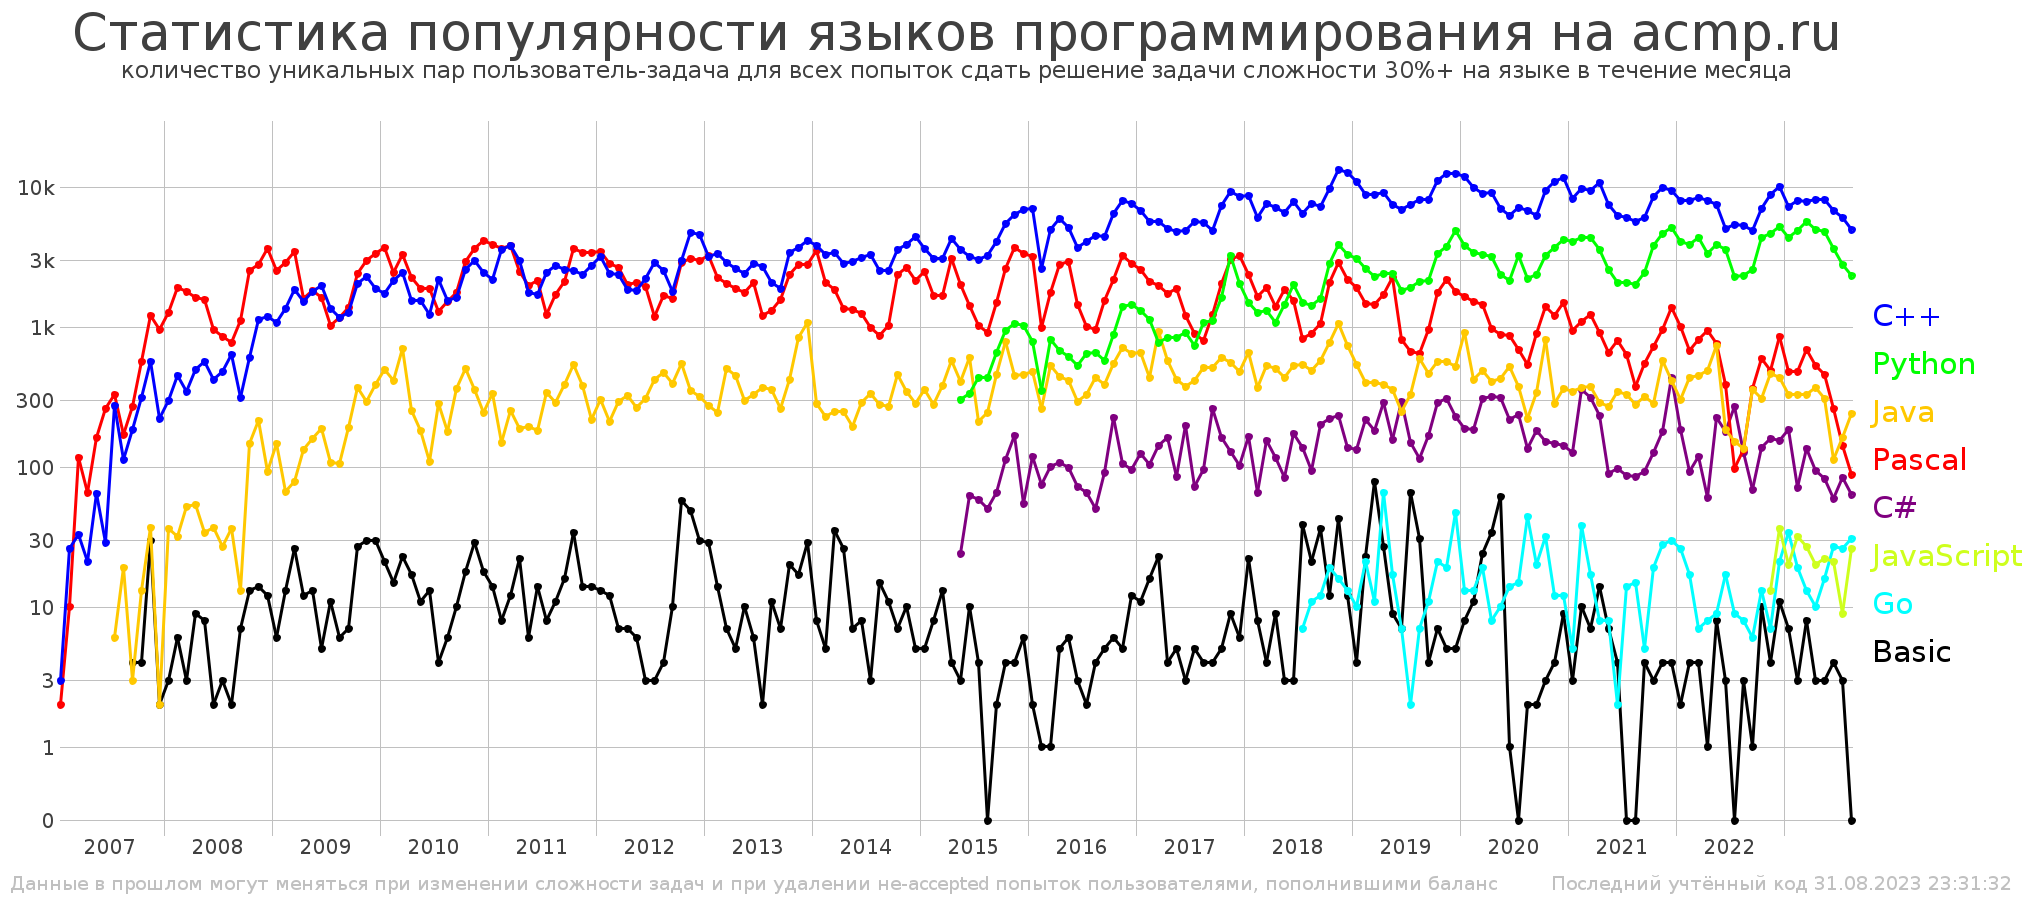 Статистика популярности языков программирования на acmp.ru
количество уникальных пар пользователь-задача для всех попыток сдать решение задачи сложности 30%+ на языке в течение месяца
10k
3k
1k
300
100
30
10
3
1
0
C++
Python
Java
Pascal
C#
JavaScript
Go
Basic
2007 2008 2009 2010 2011 2012 2013 2014 2015 2016 2017 2018 2019 2020 2021 2022
Данные в прошлом могут меняться при изменении сложности задач и при удалении не-accepted попыток пользователями, пополнившими баланс Последний учтённый код 31.08.2023 23:31:32